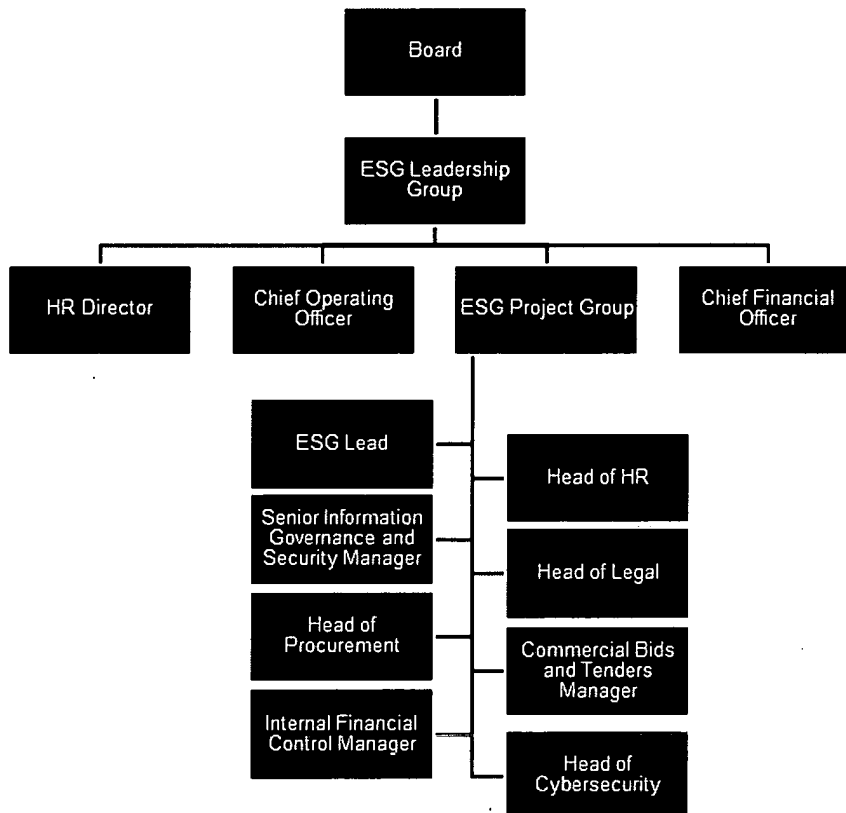 Board
ESG Leadership
Group
HR Director
Chief Operating
Officer
ESG Project Group
Chief Financial
Officer
ESG Lead
Head of HR
Senior Information
Governance and
Security Manager
Head of Legal
Head of
Procurement
Commercial Bids
and Tenders
Manager
Internal Financial
Control Manager
Head of
Cybersecurity